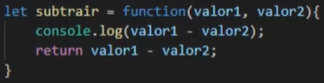 let subtrair = function(valor1, valor2){
    console.log(valor1 - valor2);
    return valor1 - valor2;
}